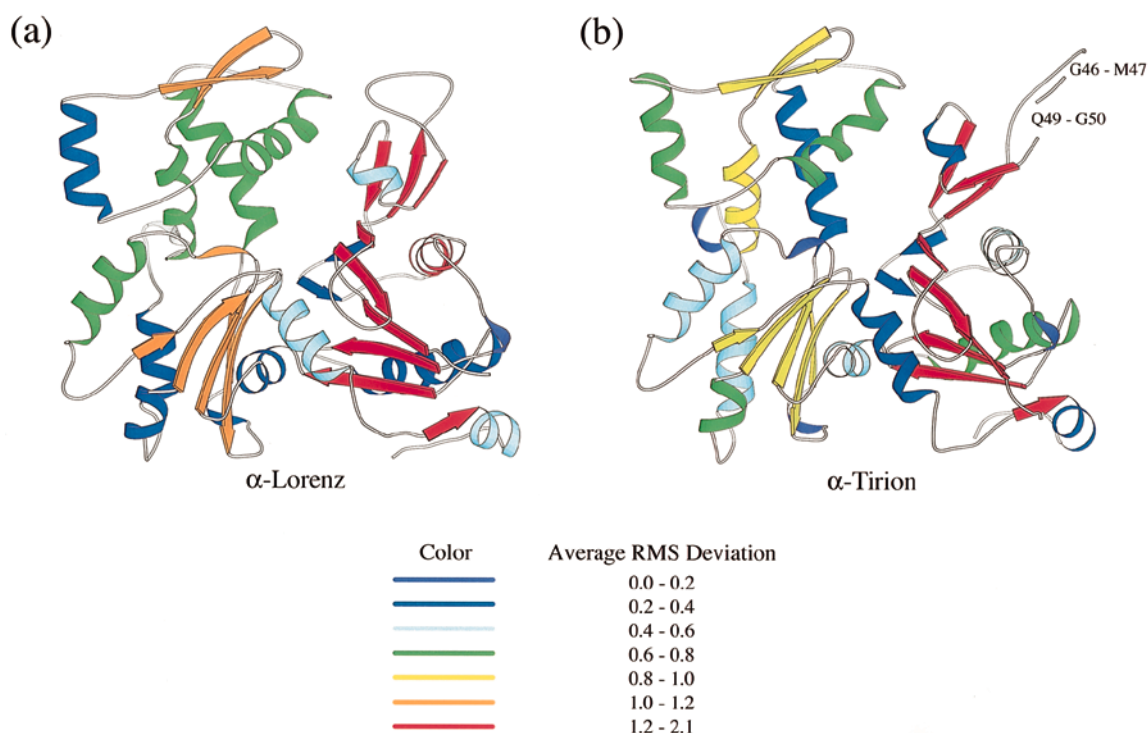 (a)
(b)
G46 - M47
Q49 - G50
α-Lorenz
α-Tirion
Color Average RMS Deviation
0.0 - 0.2
0.2 - 0.4
0.4 - 0.6
0.6 - 0.8
0.8 - 1.0
1.0 - 1.2
1.2 - 2.1